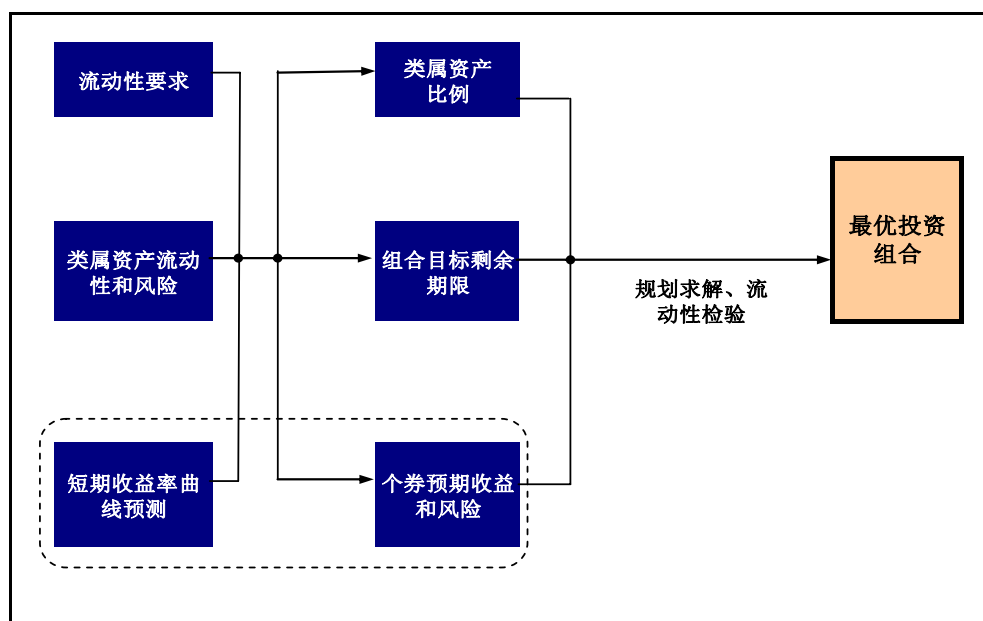 流动性要求
类属资产
比例
类属资产流动
性和风险
组合目标剩余
期限
最优投资
组合
规划求解、流
动性检验
短期收益率曲
线预测
个券预期收益
和风险